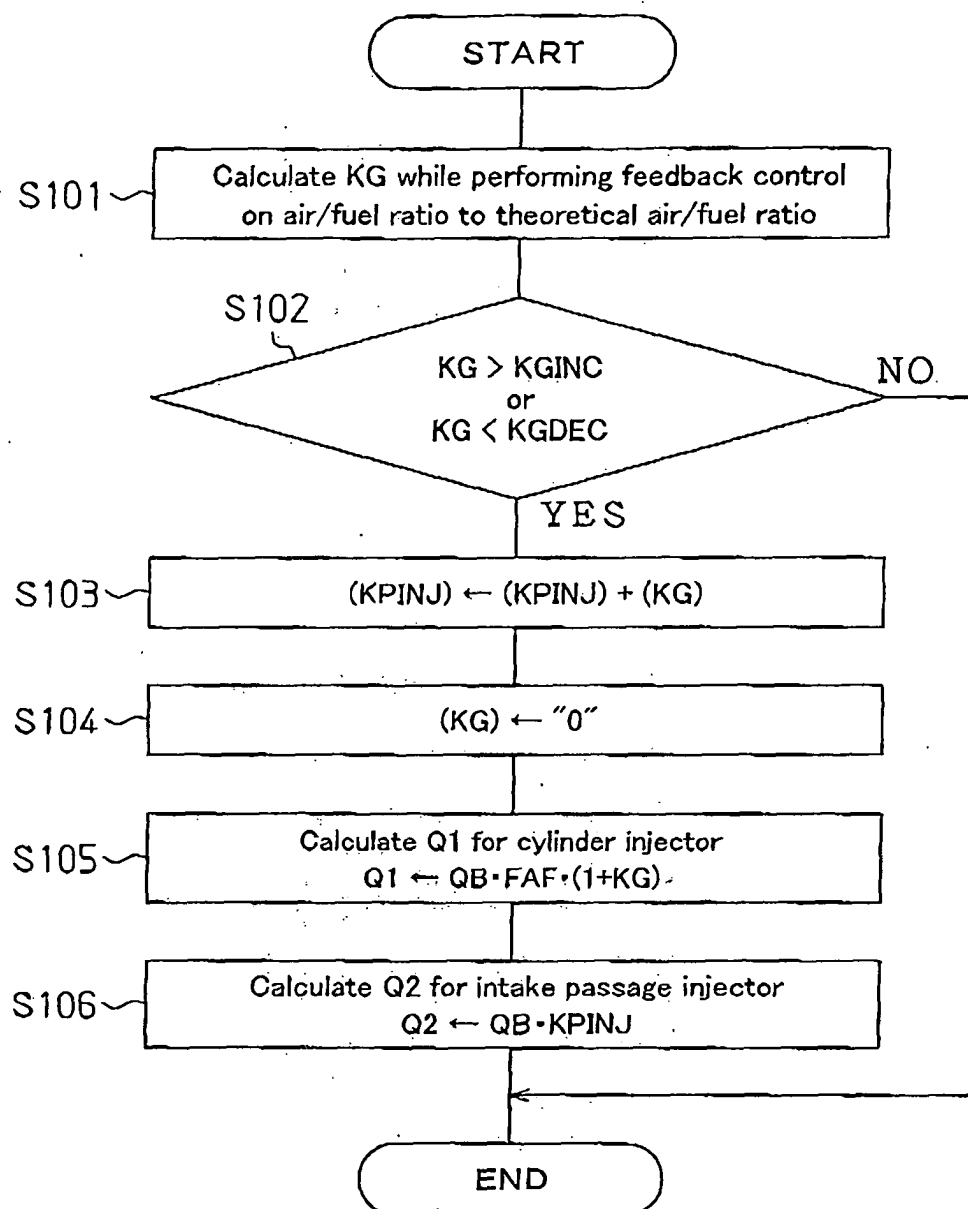 START
S101
Calculate KG while performing feedback control
on air/fuel ratio to theoretical air/fuel ratio
S102
KG > KGINC
or
KG < KGDEC
NO
YES
S103
(KPINJ) ← (KPINJ) + (KG)
S104
(KG) ← "0"
S105
Calculate Q1 for cylinder injector
Q1 ← QB·FAF·(1+KG)
S106
Calculate Q2 for intake passage injector
Q2 ← QB·KPINJ
END